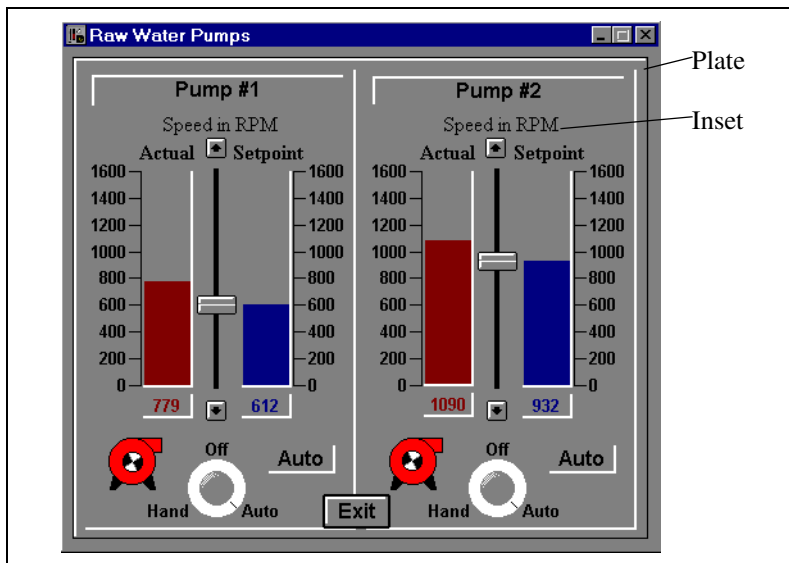 Raw Water Pumps
Plate
Inset
Pump #1
Speed in RPM
Actual
Setpoint
1600
1400
1200
1000
800
600
400
200
0
1600
1400
1200
1000
800
600
400
200
0
779
612
Off
Hand
Auto
Auto
Pump #2
Speed in RPM
Actual
Setpoint
1600
1400
1200
1000
800
600
400
200
0
1600
1400
1200
1000
800
600
400
200
0
1090
932
Off
Hand
Auto
Auto
Exit